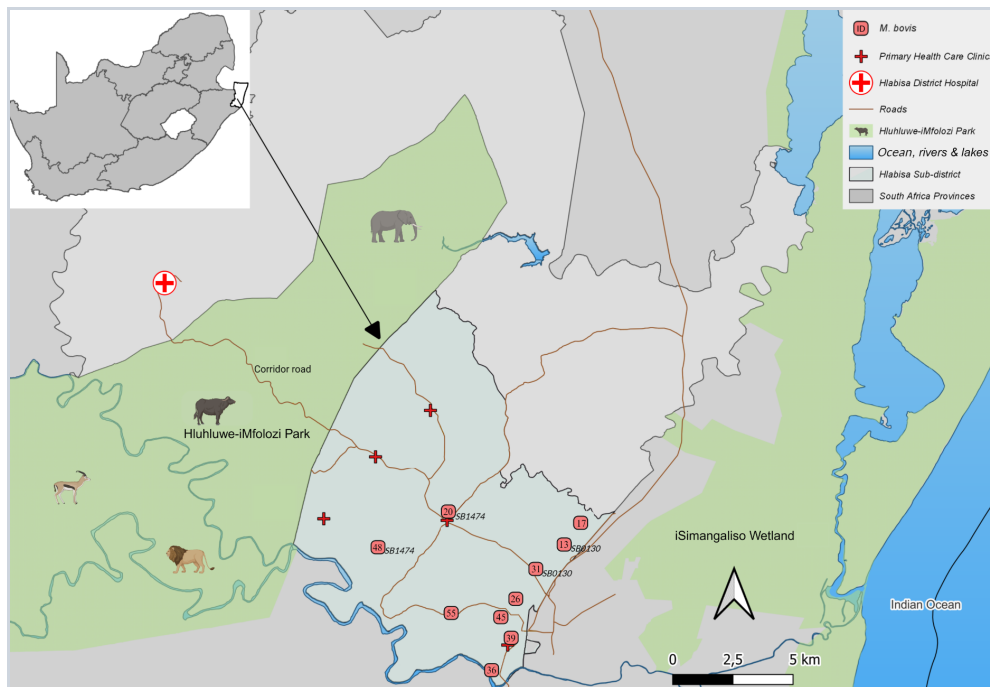 ID
M. bovis
Primary Health Care Clinic
Hlabisa District Hospital
Roads
Hluhluwe-iMfolozi Park
Ocean, rivers & lakes
Hlabisa Sub-district
South Africa Provinces
Corridor road
Hluhluwe-iMfolozi Park
20
SB1474
17
13
SB0130
48
SB1474
31
SB0130
iSimangaliso Wetland
26
55
45
39
36
Indian Ocean
0 2,5 5 km